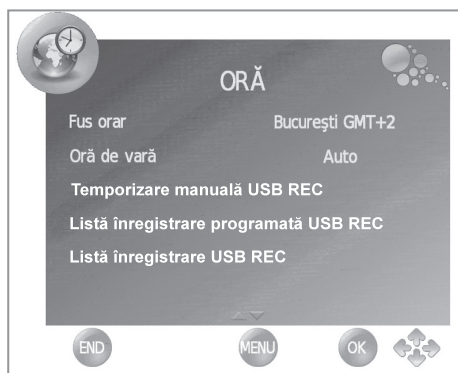 ORĂ
Fus orar București GMT+2
Oră de vară Auto
Temporizare manuală USB REC
Listă înregistrare programată USB REC
Listă înregistrare USB REC
END MENU OK